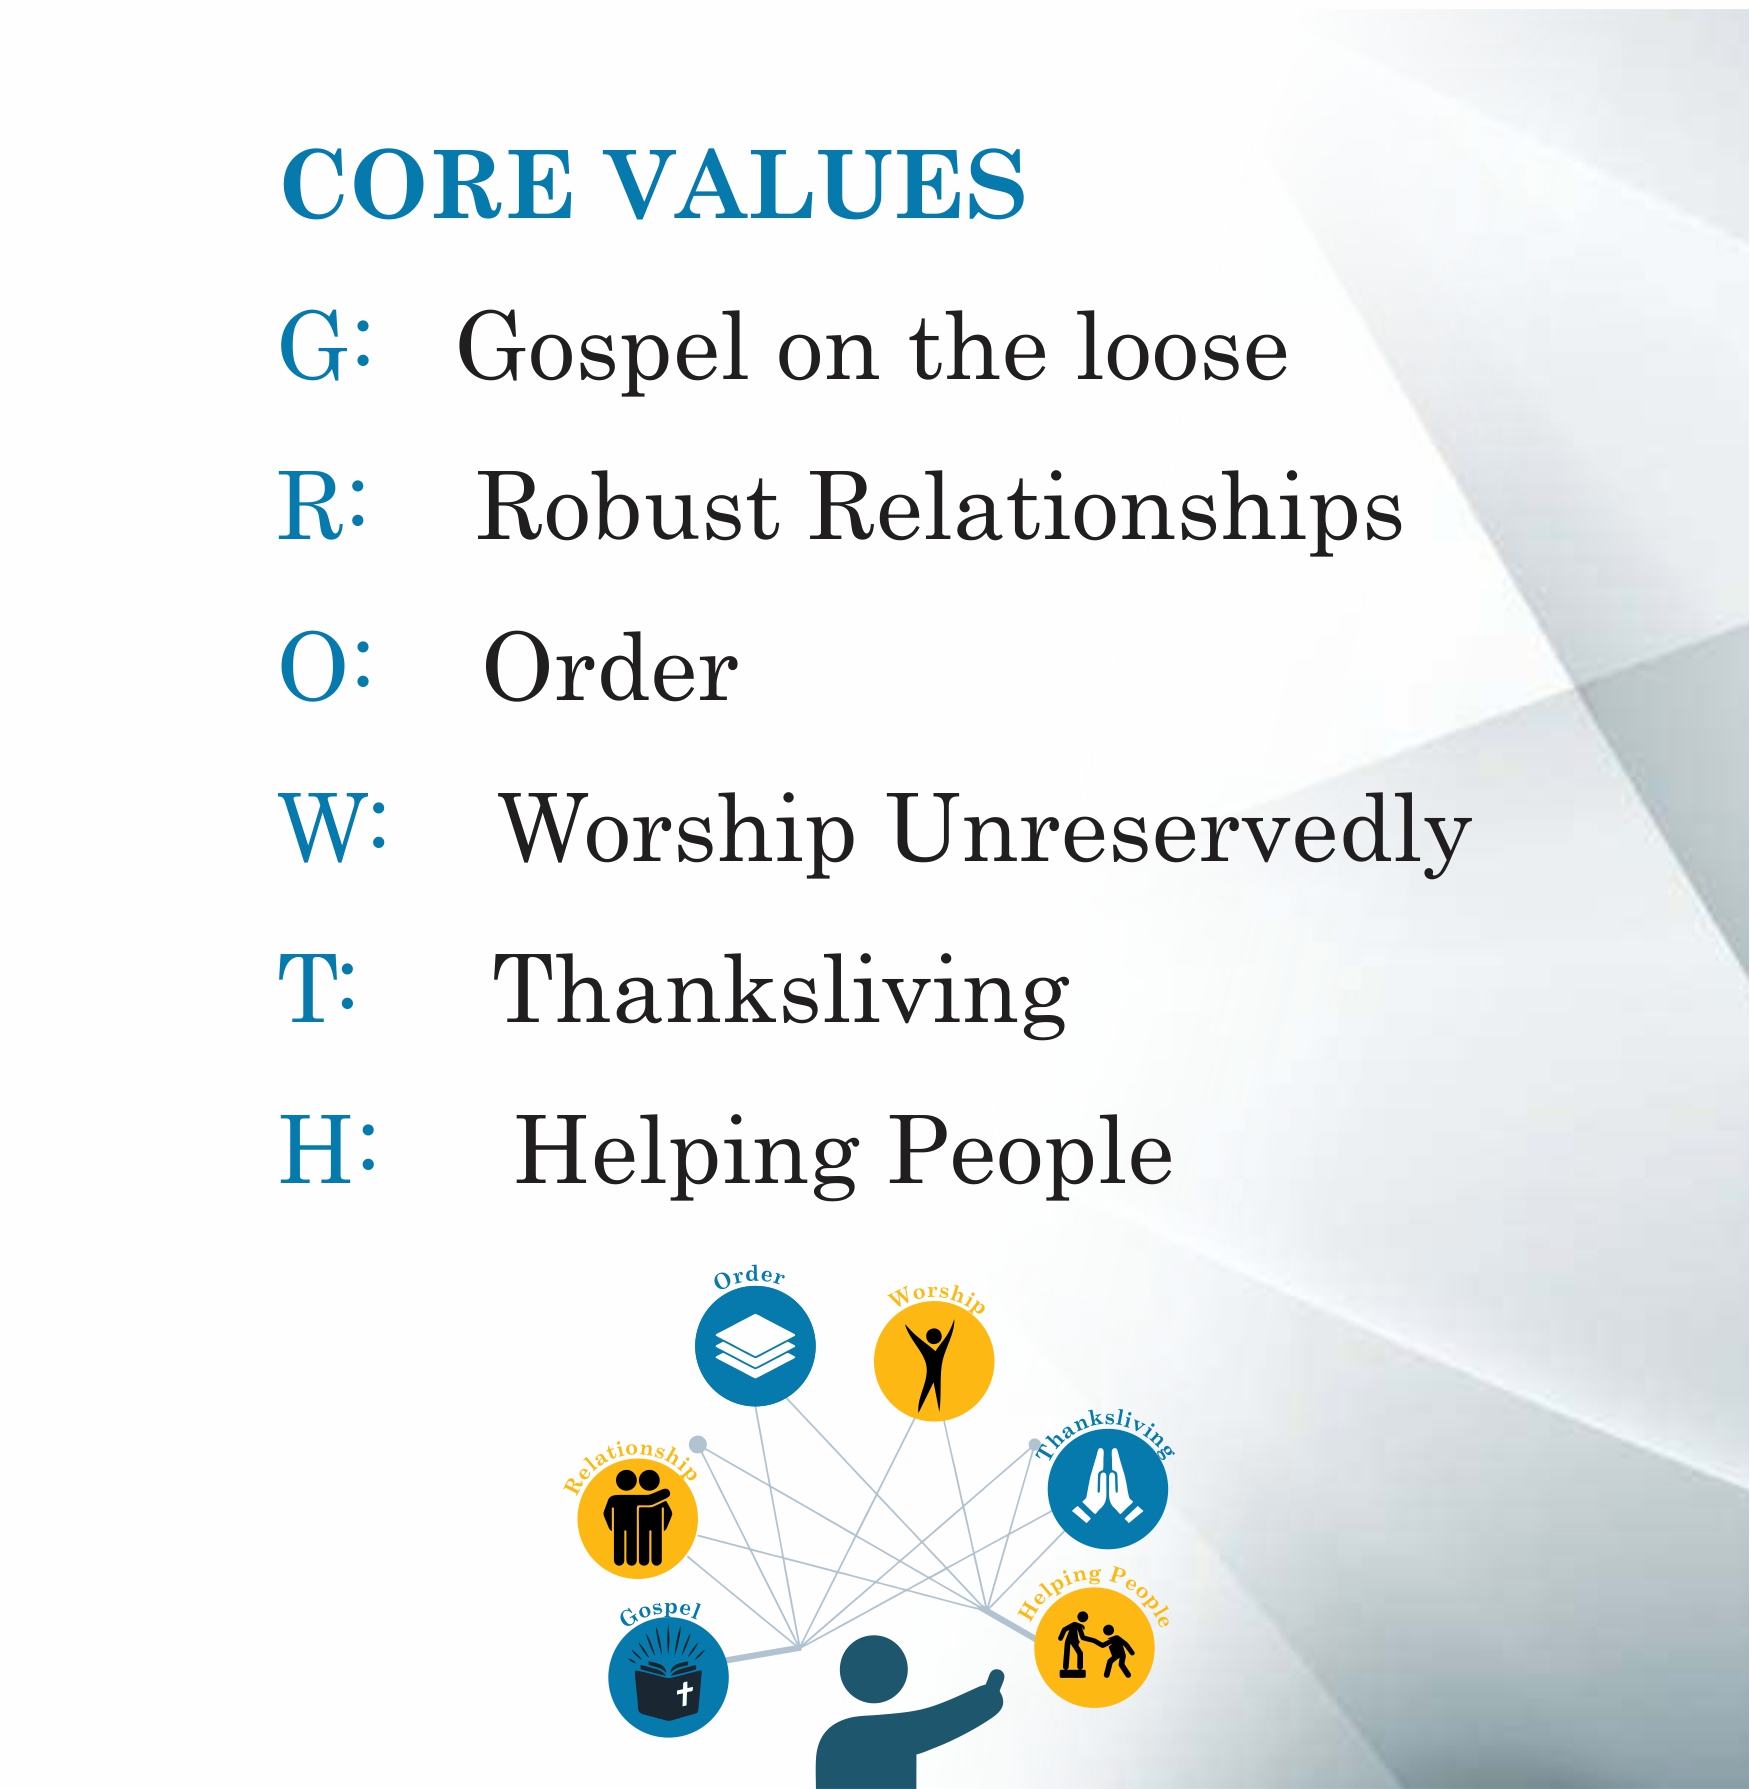 CORE VALUES
G: Gospel on the loose
R: Robust Relationships
O: Order
W: Worship Unreservedly
T: Thanksliving
H: Helping People
Order
Worship
Thanksliving
Relationship
Helping People
Gospel